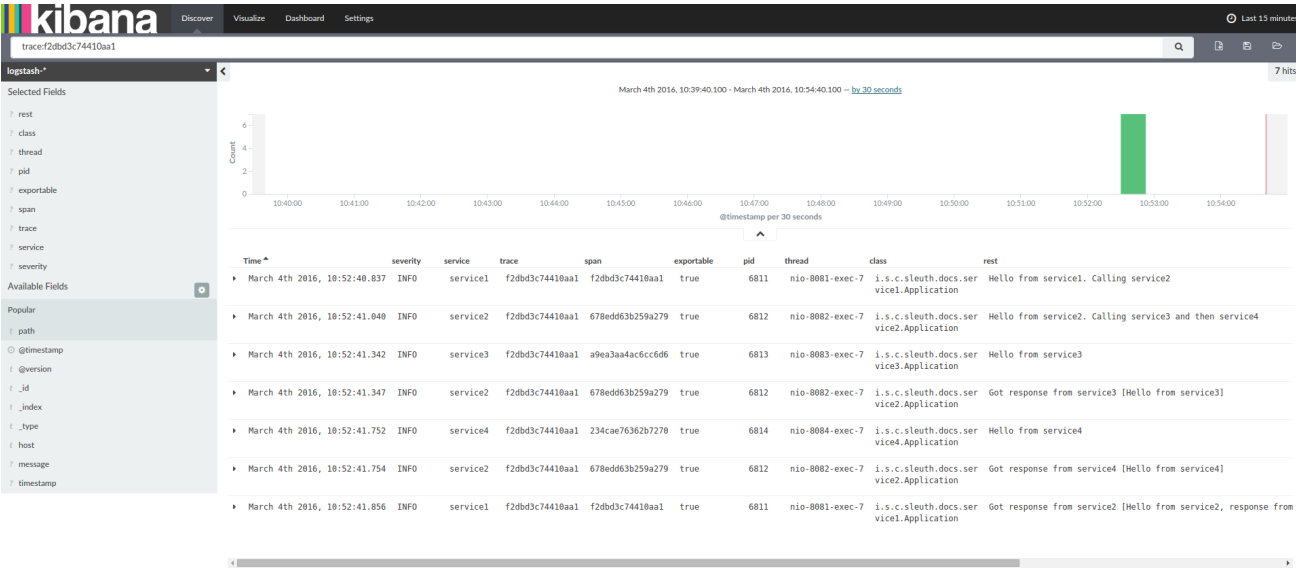 kibana Discover Visualize Dashboard Settings Last 15 minutes
trace:f2dbd3c74410aa1
logstash-*
7 hits
Selected Fields
? rest
? class
? thread
? pid
? exportable
? span
? trace
? service
? severity
Available Fields
Popular
t path
@timestamp
t @version
t _id
t _index
t _type
t host
? message
? timestamp
March 4th 2016, 10:39:40.100 - March 4th 2016, 10:54:40.100 — by 30 seconds
Count
6
4
2
0
10:40:00 10:41:00 10:42:00 10:43:00 10:44:00 10:45:00 10:46:00 10:47:00 10:48:00 10:49:00 10:50:00 10:51:00 10:52:00 10:53:00 10:54:00
@timestamp per 30 seconds
Time severity service trace span exportable pid thread class rest
March 4th 2016, 10:52:40.837 INFO service1 f2dbd3c74410aa1 f2dbd3c74410aa1 true 6811 nio-8081-exec-7 i.s.c.sleuth.docs.ser Hello from service1. Calling service2
vice1.Application
March 4th 2016, 10:52:41.040 INFO service2 f2dbd3c74410aa1 678edd63b259a279 true 6812 nio-8082-exec-7 i.s.c.sleuth.docs.ser Hello from service2. Calling service3 and then service4
vice2.Application
March 4th 2016, 10:52:41.342 INFO service3 f2dbd3c74410aa1 a9ea3aa4ac6cc6d6 true 6813 nio-8083-exec-7 i.s.c.sleuth.docs.ser Hello from service3
vice3.Application
March 4th 2016, 10:52:41.347 INFO service2 f2dbd3c74410aa1 678edd63b259a279 true 6812 nio-8082-exec-7 i.s.c.sleuth.docs.ser Got response from service3 [Hello from service3]
vice2.Application
March 4th 2016, 10:52:41.752 INFO service4 f2dbd3c74410aa1 234cae76362b7270 true 6814 nio-8084-exec-7 i.s.c.sleuth.docs.ser Hello from service4
vice4.Application
March 4th 2016, 10:52:41.754 INFO service2 f2dbd3c74410aa1 678edd63b259a279 true 6812 nio-8082-exec-7 i.s.c.sleuth.docs.ser Got response from service4 [Hello from service4]
vice2.Application
March 4th 2016, 10:52:41.856 INFO service1 f2dbd3c74410aa1 f2dbd3c74410aa1 true 6811 nio-8081-exec-7 i.s.c.sleuth.docs.ser Got response from service2 [Hello from service2, response from
vice1.Application